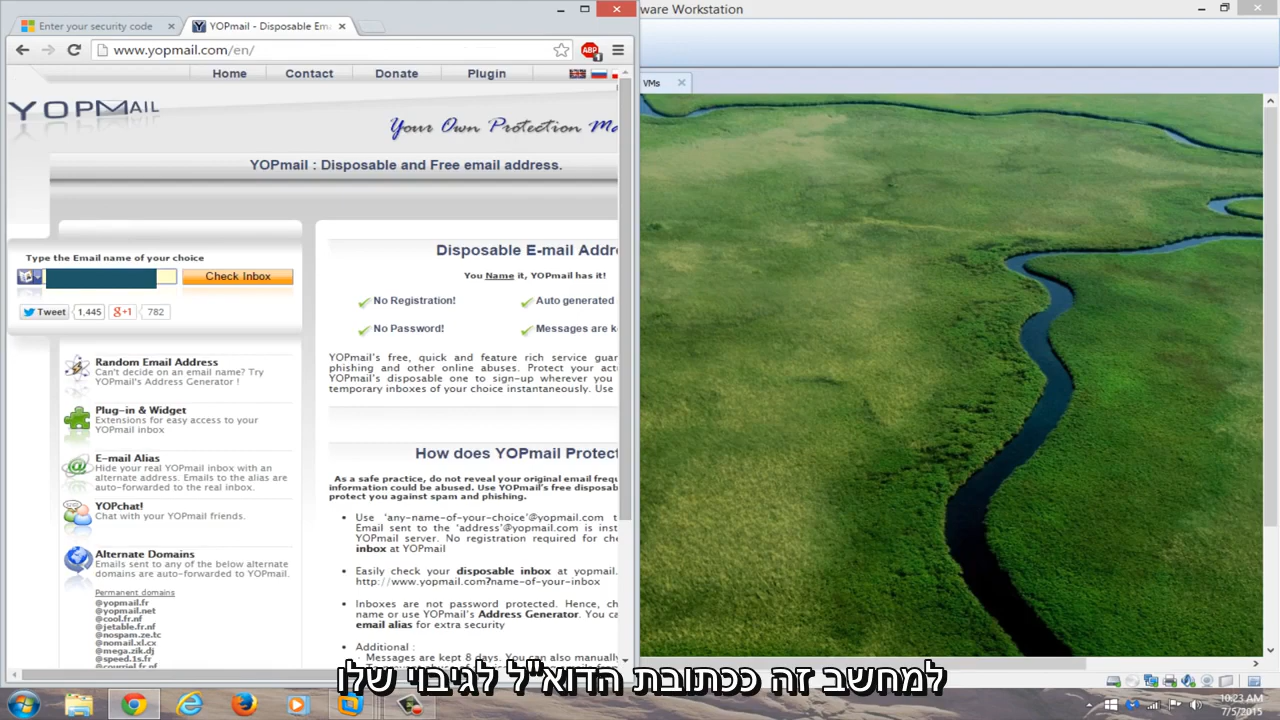 Enter your security code
YOPmail - Disposable Ema
ware Workstation
www.yopmail.com/en/
ABP
1
VMs
Home
Contact
Donate
Plugin
YOPMAIL
Your Own Protection Ma
YOPmail : Disposable and Free email address.
Type the Email name of your choice
Check Inbox
Tweet
1,445
g+1
782
Random Email Address
Can't decide on an email name? Try
YOPmail's Address Generator !
Plug-in & Widget
Extensions for easy access to your
YOPmail inbox
E-mail Alias
Hide your real YOPmail inbox with an
alternate address. Emails to the alias are
auto-forwarded to the real inbox.
YOPchat!
Chat with your YOPmail friends.
Alternate Domains
Emails sent to any of the below alternate
domains are auto-forwarded to YOPmail.
Permanent domains
@yopmail.fr
@yopmail.net
@cool.fr.nf
@jetable.fr.nf
@nospam.ze.tc
@nomail.xl.cx
@mega.zik.dj
@speed.1s.fr
@courriel.fr.nf
Disposable E-mail Addre
You Name it, YOPmail has it!
No Registration!
Auto generated
No Password!
Messages are ke
YOPmail's free, quick and feature rich service guar
phishing and other online abuses. Protect your acti
YOPmail's disposable one to sign-up wherever you
temporary inboxes of your choice instantaneously. Use
How does YOPmail Protect
As a safe practice, do not reveal your original email freq
information could be abused. Use YOPmail's free disposab
protect you against spam and phishing.
Use 'any-name-of-your-choice'@yopmail.com t
Email sent to the 'address'@yopmail.com is inst
YOPmail server. No registration required for che
inbox at YOPmail
Easily check your disposable inbox at yopmail.
http://www.yopmail.com?name-of-your-inbox
Inboxes are not password protected. Hence, ch
name or use YOPmail's Address Generator. You ca
email alias for extra security
Additional :
Messages are kept 8 days. You can also manually
למחשב זה ככתובת הדוא"ל לגיבוי שלו
10:23 AM
7/5/2015